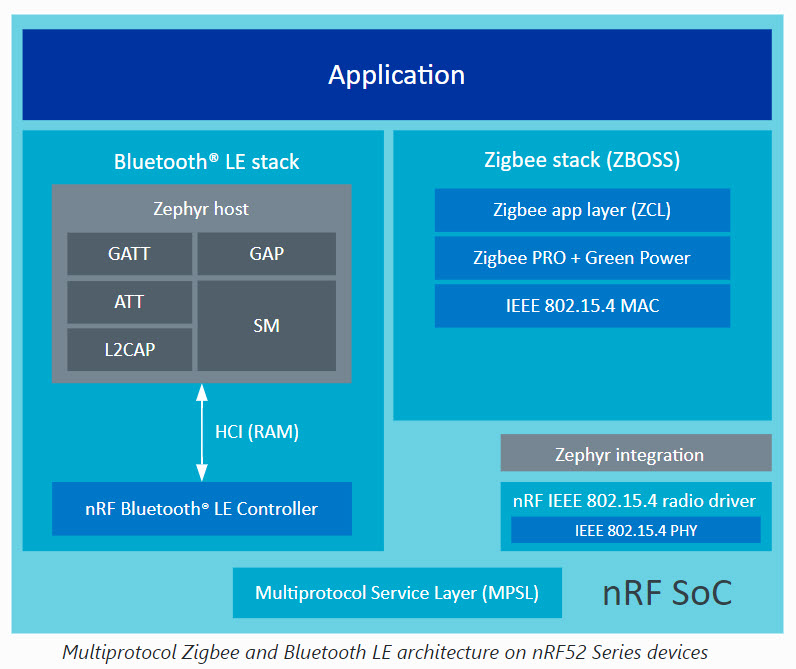 Application
Bluetooth® LE stack
Zephyr host
GATT
GAP
ATT
SM
L2CAP
HCI (RAM)
nRF Bluetooth® LE Controller
Zigbee stack (ZBOSS)
Zigbee app layer (ZCL)
Zigbee PRO + Green Power
IEEE 802.15.4 MAC
Zephyr integration
nRF IEEE 802.15.4 radio driver
IEEE 802.15.4 PHY
Multiprotocol Service Layer (MPSL)
nRF SoC
Multiprotocol Zigbee and Bluetooth LE architecture on nRF52 Series devices